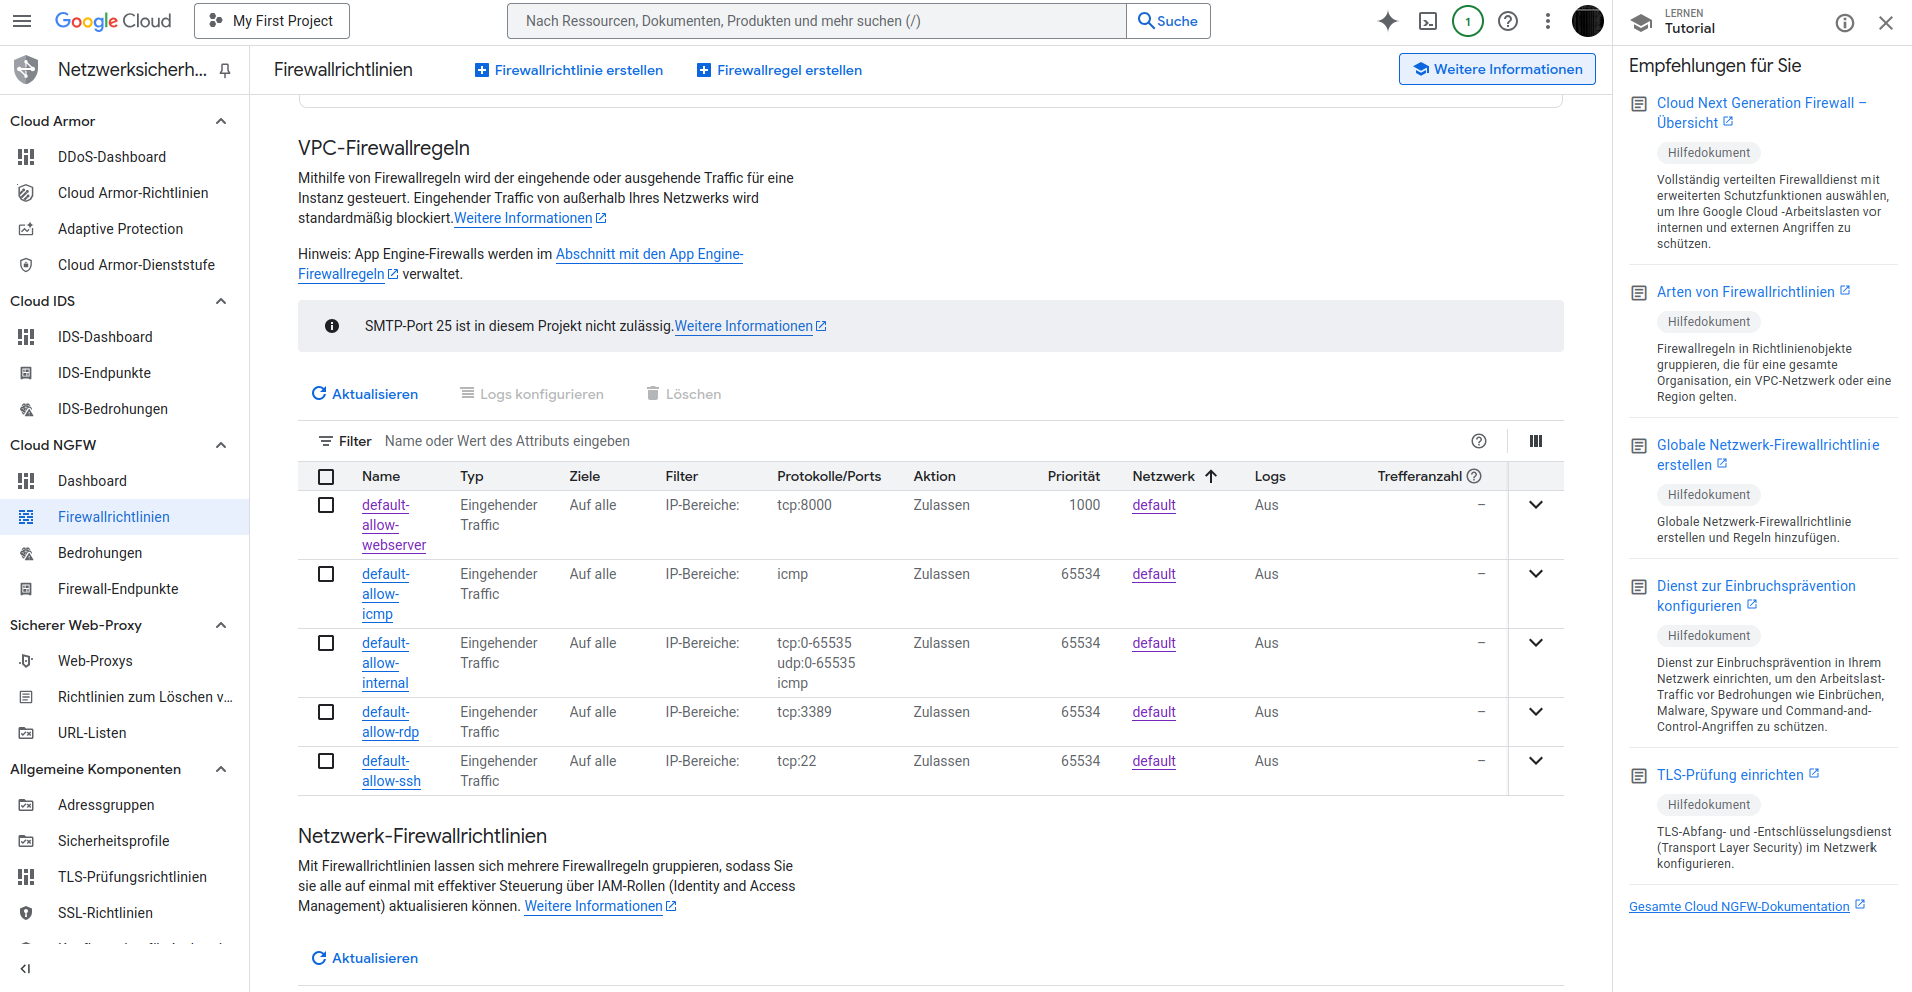 Google Cloud
My First Project
Nach Ressourcen, Dokumenten, Produkten und mehr suchen (/)
Suche
1
LERNEN
Tutorial
Netzwerksicherh...
Firewallrichtlinien
Firewallrichtlinie erstellen
Firewallregel erstellen
Weitere Informationen
Cloud Armor
DDoS-Dashboard
Cloud Armor-Richtlinien
Adaptive Protection
Cloud Armor-Dienststufe
Cloud IDS
IDS-Dashboard
IDS-Endpunkte
IDS-Bedrohungen
Cloud NGFW
Dashboard
Firewallrichtlinien
Bedrohungen
Firewall-Endpunkte
Sicherer Web-Proxy
Web-Proxys
Richtlinien zum Löschen v...
URL-Listen
Allgemeine Komponenten
Adressgruppen
Sicherheitsprofile
TLS-Prüfungsrichtlinien
SSL-Richtlinien
VPC-Firewallregeln
Mithilfe von Firewallregeln wird der eingehende oder ausgehende Traffic für eine
Instanz gesteuert. Eingehender Traffic von außerhalb Ihres Netzwerks wird
standardmäßig blockiert.Weitere Informationen
Hinweis: App Engine-Firewalls werden im Abschnitt mit den App Engine-
Firewallregeln verwaltet.
SMTP-Port 25 ist in diesem Projekt nicht zulässig.Weitere Informationen
Aktualisieren
Logs konfigurieren
Löschen
Filter Name oder Wert des Attributs eingeben
Name Typ Ziele Filter Protokolle/Ports Aktion Priorität Netzwerk Logs Trefferanzahl
default- Eingehender Auf alle IP-Bereiche: tcp:8000 Zulassen 1000 default Aus –
allow- Traffic
webserver
default- Eingehender Auf alle IP-Bereiche: icmp Zulassen 65534 default Aus –
allow- Traffic
icmp
default- Eingehender Auf alle IP-Bereiche: tcp:0-65535 Zulassen 65534 default Aus –
allow- Traffic udp:0-65535
internal icmp
default- Eingehender Auf alle IP-Bereiche: tcp:3389 Zulassen 65534 default Aus –
allow-rdp Traffic
default- Eingehender Auf alle IP-Bereiche: tcp:22 Zulassen 65534 default Aus –
allow-ssh Traffic
Netzwerk-Firewallrichtlinien
Mit Firewallrichtlinien lassen sich mehrere Firewallregeln gruppieren, sodass Sie
sie alle auf einmal mit effektiver Steuerung über IAM-Rollen (Identity and Access
Management) aktualisieren können. Weitere Informationen
Aktualisieren
Empfehlungen für Sie
Cloud Next Generation Firewall –
Übersicht
Hilfedokument
Vollständig verteilten Firewalldienst mit
erweiterten Schutzfunktionen auswählen,
um Ihre Google Cloud -Arbeitslasten vor
internen und externen Angriffen zu
schützen.
Arten von Firewallrichtlinien
Hilfedokument
Firewallregeln in Richtlinienobjekte
gruppieren, die für eine gesamte
Organisation, ein VPC-Netzwerk oder eine
Region gelten.
Globale Netzwerk-Firewallrichtlinie
erstellen
Hilfedokument
Globale Netzwerk-Firewallrichtlinie
erstellen und Regeln hinzufügen.
Dienst zur Einbruchsprävention
konfigurieren
Hilfedokument
Dienst zur Einbruchsprävention in Ihrem
Netzwerk einrichten, um den Arbeitslast-
Traffic vor Bedrohungen wie Einbrüchen,
Malware, Spyware und Command-and-
Control-Angriffen zu schützen.
TLS-Prüfung einrichten
Hilfedokument
TLS-Abfang- und -Entschlüsselungsdienst
(Transport Layer Security) im Netzwerk
konfigurieren.
Gesamte Cloud NGFW-Dokumentation